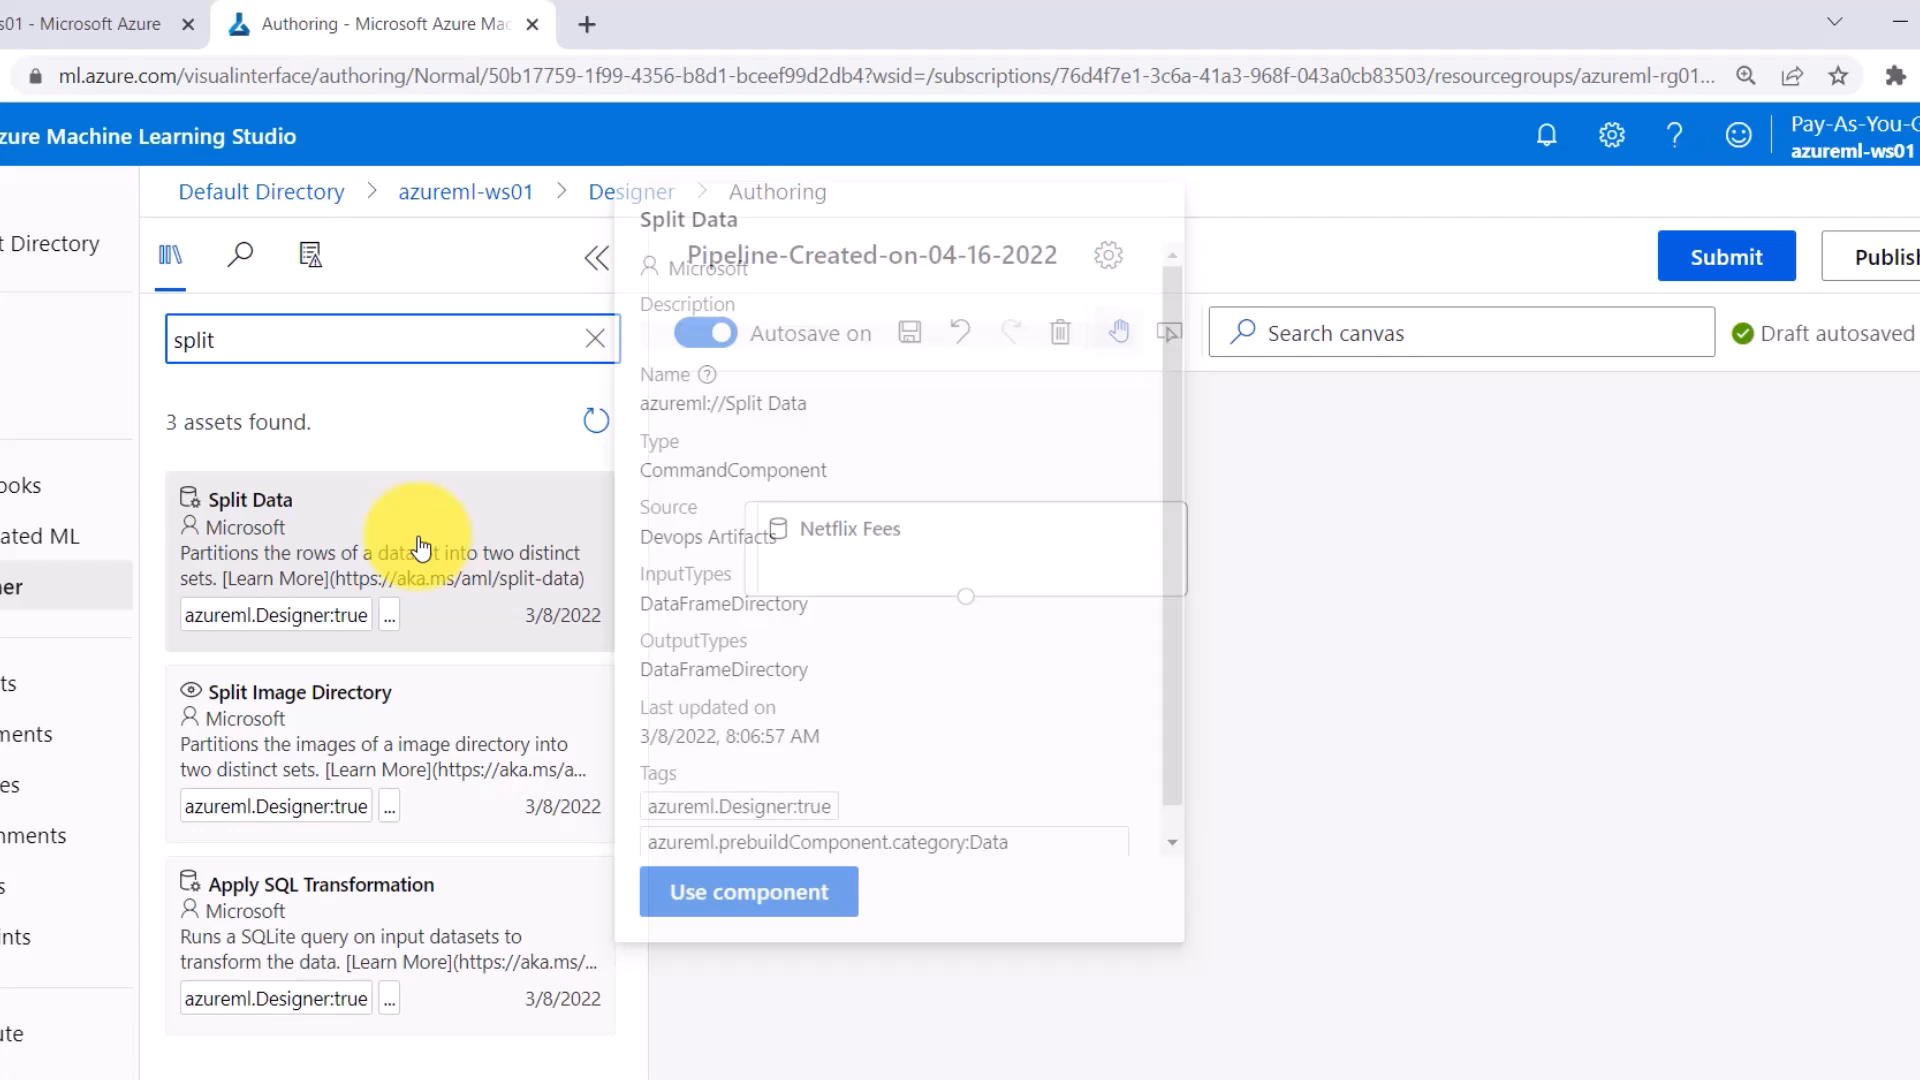 s01 - Microsoft Azure
Authoring - Microsoft Azure Mac
ml.azure.com/visualinterface/authoring/Normal/50b17759-1f99-4356-b8d1-bceef99d2db4?wsid=/subscriptions/76d4f7e1-3c6a-41a3-968f-043a0cb83503/resourcegroups/azureml-rg01...
zure Machine Learning Studio
Pay-As-You-G
azureml-ws01
Default Directory > azureml-ws01 > Designer > Authoring
t Directory
ooks
ated ML
ner
ts
ments
es
nments
s
ints
ute
split
3 assets found.
Split Data
Microsoft
Partitions the rows of a dataset into two distinct
sets. [Learn More](https://aka.ms/aml/split-data)
azureml.Designer:true ... 3/8/2022
Split Image Directory
Microsoft
Partitions the images of a image directory into
two distinct sets. [Learn More](https://aka.ms/a...
azureml.Designer:true ... 3/8/2022
Apply SQL Transformation
Microsoft
Runs a SQLite query on input datasets to
transform the data. [Learn More](https://aka.ms/...
azureml.Designer:true ... 3/8/2022
Split Data
Microsoft
Description
Name
azureml://Split Data
Type
CommandComponent
Source
Devops Artifacts
InputTypes
DataFrameDirectory
OutputTypes
DataFrameDirectory
Last updated on
3/8/2022, 8:06:57 AM
Tags
azureml.Designer:true
azureml.prebuildComponent.category:Data
Use component
Pipeline-Created-on-04-16-2022
Submit
Publish
Autosave on
Search canvas
Draft autosaved
Netflix Fees